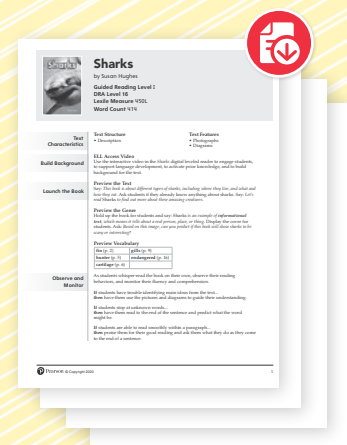 Sharks
Sharks
by Susan Hughes
Guided Reading Level I
DRA Level 16
Lexile Measure 450L
Word Count 474
Text
Characteristics
Text Structure
• Description
Text Features
• Photographs
• Diagrams
Build Background
ELL Access Video
Use the interactive video in the Sharks digital leveled reader to engage students,
to support language development, to activate prior knowledge, and to build
background for the text.
Launch the Book
Preview the Text
Say: This book is about different types of sharks, including where they live, and what and
how they eat. Ask students if they already know anything about sharks. Say: Let's
read Sharks to find out more about these amazing creatures.
Preview the Genre
Hold up the book for students and say: Sharks is an example of informational
text, which means it tells about a real person, place, or thing. Display the cover for
students. Ask: Based on this image, can you predict if this book will show sharks to be
scary or interesting?
Preview Vocabulary
fin (p. 2) gills (p. 9)
hunter (p. 3) endangered (p. 16)
cartilage (p. 6)
Observe and
Monitor
As students whisper-read the book on their own, observe their reading
behaviors, and monitor their fluency and comprehension.
If students have trouble identifying main ideas from the text...
then have them use the pictures and diagrams to guide their understanding.
If students stop at unknown words...
then have them read to the end of the sentence and predict what the word
might be.
If students are able to read smoothly within a paragraph...
then praise them for their good reading and ask them what they do as they come
to the end of a sentence.
Pearson © Copyright 2022
1